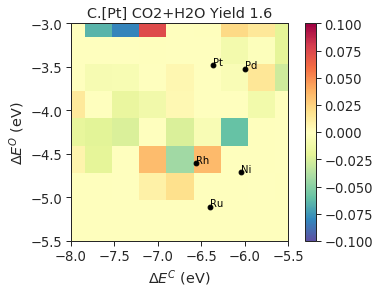 C.[Pt] CO2+H2O Yield 1.6
−3.0
−3.5
−4.0
−4.5
−5.0
−5.5
ΔE^O (eV)
Pt
Pd
Rh
Ni
Ru
−8.0 −7.5 −7.0 −6.5 −6.0 −5.5
ΔE^C (eV)
0.100
0.075
0.050
0.025
0.000
−0.025
−0.050
−0.075
−0.100